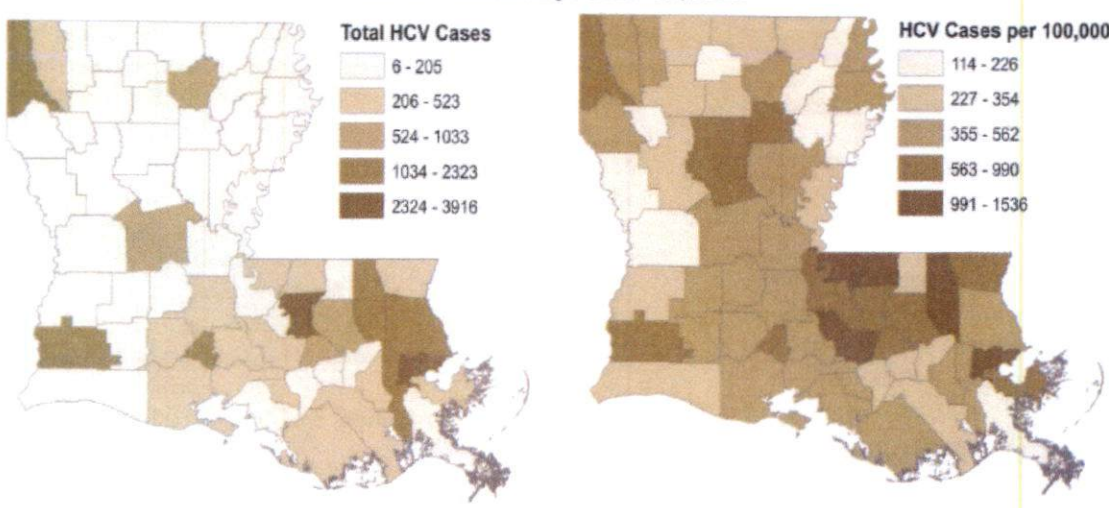 Total HCV Cases
6 - 205
206 - 523
524 - 1033
1034 - 2323
2324 - 3916
HCV Cases per 100,000
114 - 226
227 - 354
355 - 562
563 - 990
991 - 1536